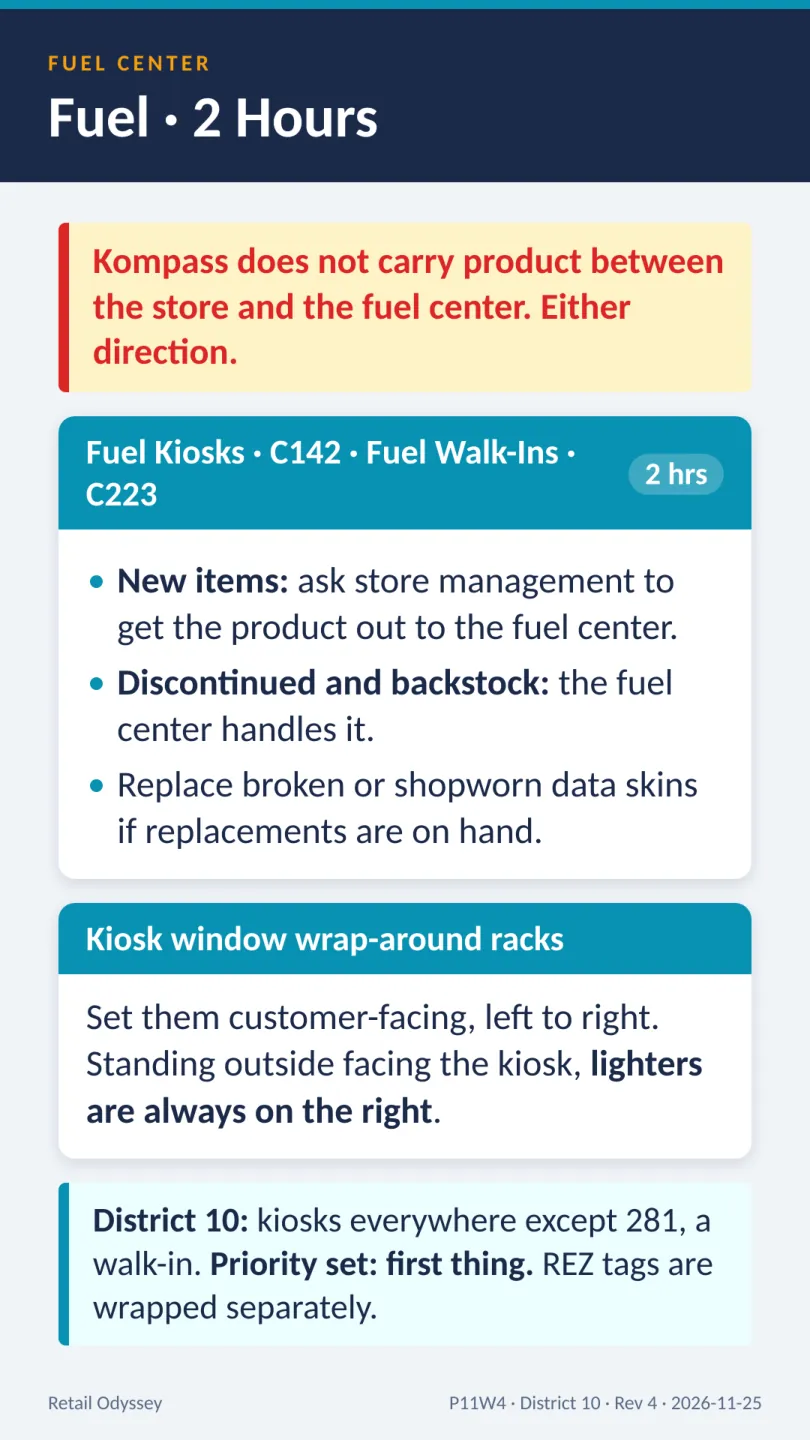 FUEL CENTER
Fuel · 2 Hours
Kompass does not carry product between
the store and the fuel center. Either
direction.
Fuel Kiosks · C142 · Fuel Walk-Ins ·
C223
2 hrs
• New items: ask store management to
get the product out to the fuel center.
• Discontinued and backstock: the fuel
center handles it.
• Replace broken or shopworn data skins
if replacements are on hand.
Kiosk window wrap-around racks
Set them customer-facing, left to right.
Standing outside facing the kiosk, lighters
are always on the right.
District 10: kiosks everywhere except 281, a
walk-in. Priority set: first thing. REZ tags are
wrapped separately.
Retail Odyssey
P11W4 · District 10 · Rev 4 · 2026-11-25